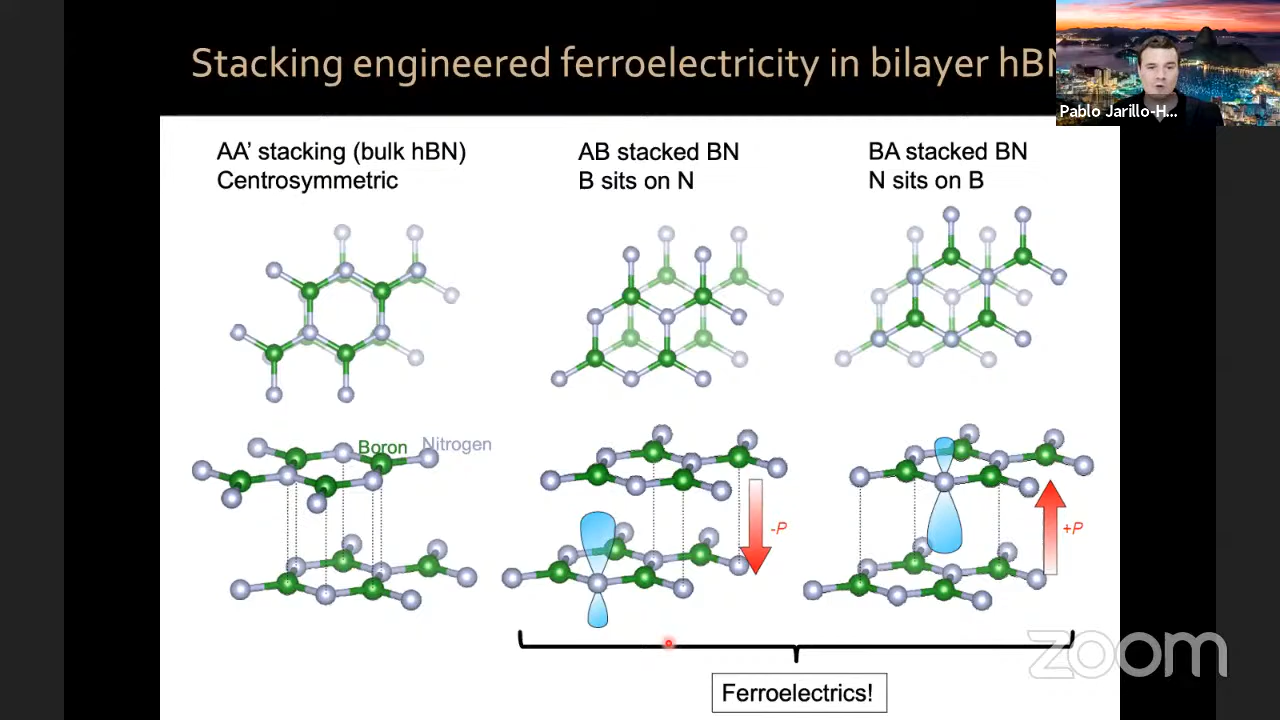 Stacking engineered ferroelectricity in bilayer hBN
Pablo Jarillo-H...
AA’ stacking (bulk hBN)
Centrosymmetric
AB stacked BN
B sits on N
BA stacked BN
N sits on B
Boron Nitrogen
-P
+P
Ferroelectrics!
zoom